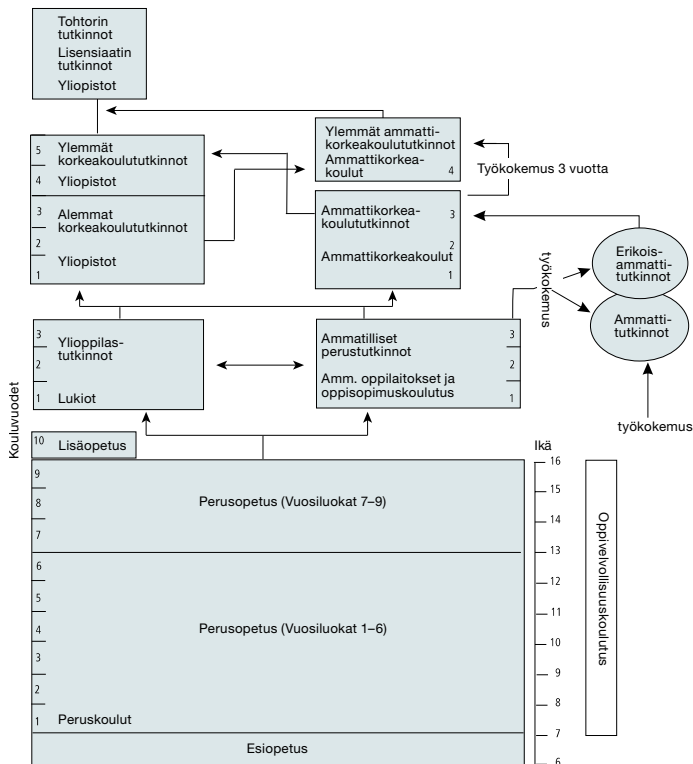 Tohtorin
tutkinnot
Lisensiaatin
tutkinnot
Yliopistot
5
Ylemmät
korkeakoulututkinnot
4
Yliopistot
3
Alemmat
korkeakoulututkinnot
2
Yliopistot
1
Ylemmät ammatti-
korkeakoulututkinnot
Ammattikorkea-
koulut
4
Työkokemus 3 vuotta
Ammattikorkea-
koulututkinnot
3
2
Ammattikorkeakoulut
1
työkokemus
Erikois-
ammatti-
tutkinnot
Ammatti-
tutkinnot
työkokemus
3
Ylioppilas-
tutkinnot
2
1
Lukiot
Ammatilliset
perustutkinnot
3
2
Amm. oppilaitokset ja
oppisopimuskoulutus
1
Kouluvuodet
10
Lisäopetus
9
8
7
Perusopetus (Vuosiluokat 7–9)
6
5
4
3
2
1
Perusopetus (Vuosiluokat 1–6)
Peruskoulut
Esiopetus
Ikä
16
15
14
13
12
11
10
9
8
7
6
Oppivelvollisuuskoulutus